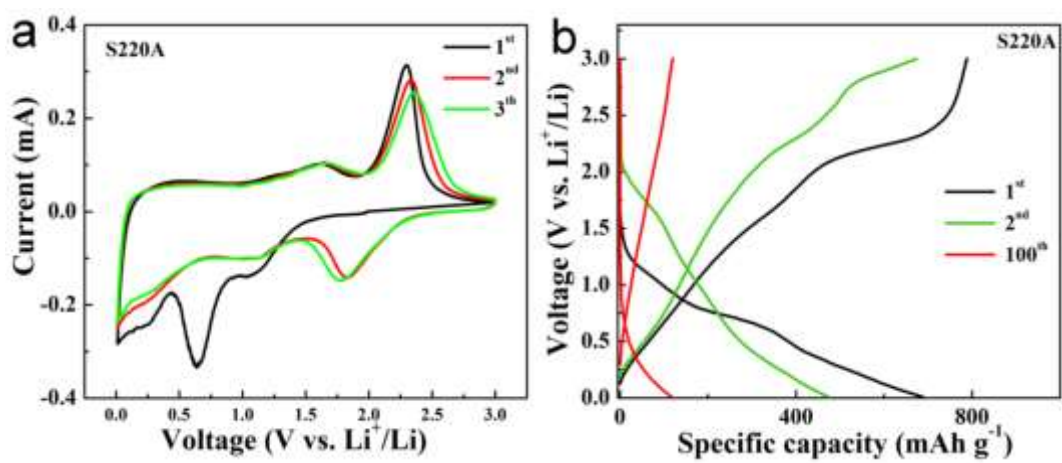 a
S220A
1st
2nd
3th
Current (mA)
0.4
0.2
0.0
-0.2
-0.4
0.0 0.5 1.0 1.5 2.0 2.5 3.0
Voltage (V vs. Li+/Li)
b
S220A
1st
2nd
100th
Voltage (V vs. Li+/Li)
3.0
2.5
2.0
1.5
1.0
0.5
0.0
0 400 800
Specific capacity (mAh g-1)